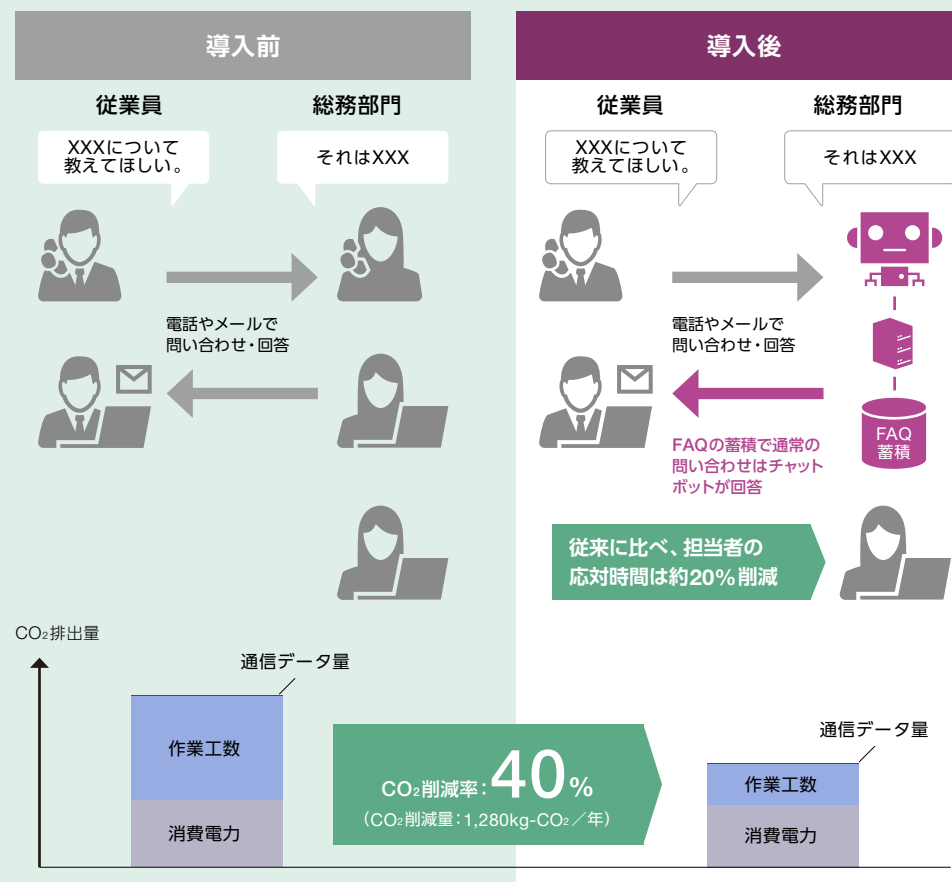 導入前
従業員
総務部門
XXXについて
教えてほしい。
それはXXX
電話やメールで
問い合わせ・回答
導入後
従業員
総務部門
XXXについて
教えてほしい。
それはXXX
電話やメールで
問い合わせ・回答
FAQの蓄積で通常の
問い合わせはチャット
ボットが回答
FAQ
蓄積
従来に比べ、担当者の
応対時間は約20%削減
CO₂排出量
通信データ量
作業工数
消費電力
CO₂削減率：40%
（CO₂削減量：1,280kg-CO₂／年）
通信データ量
作業工数
消費電力